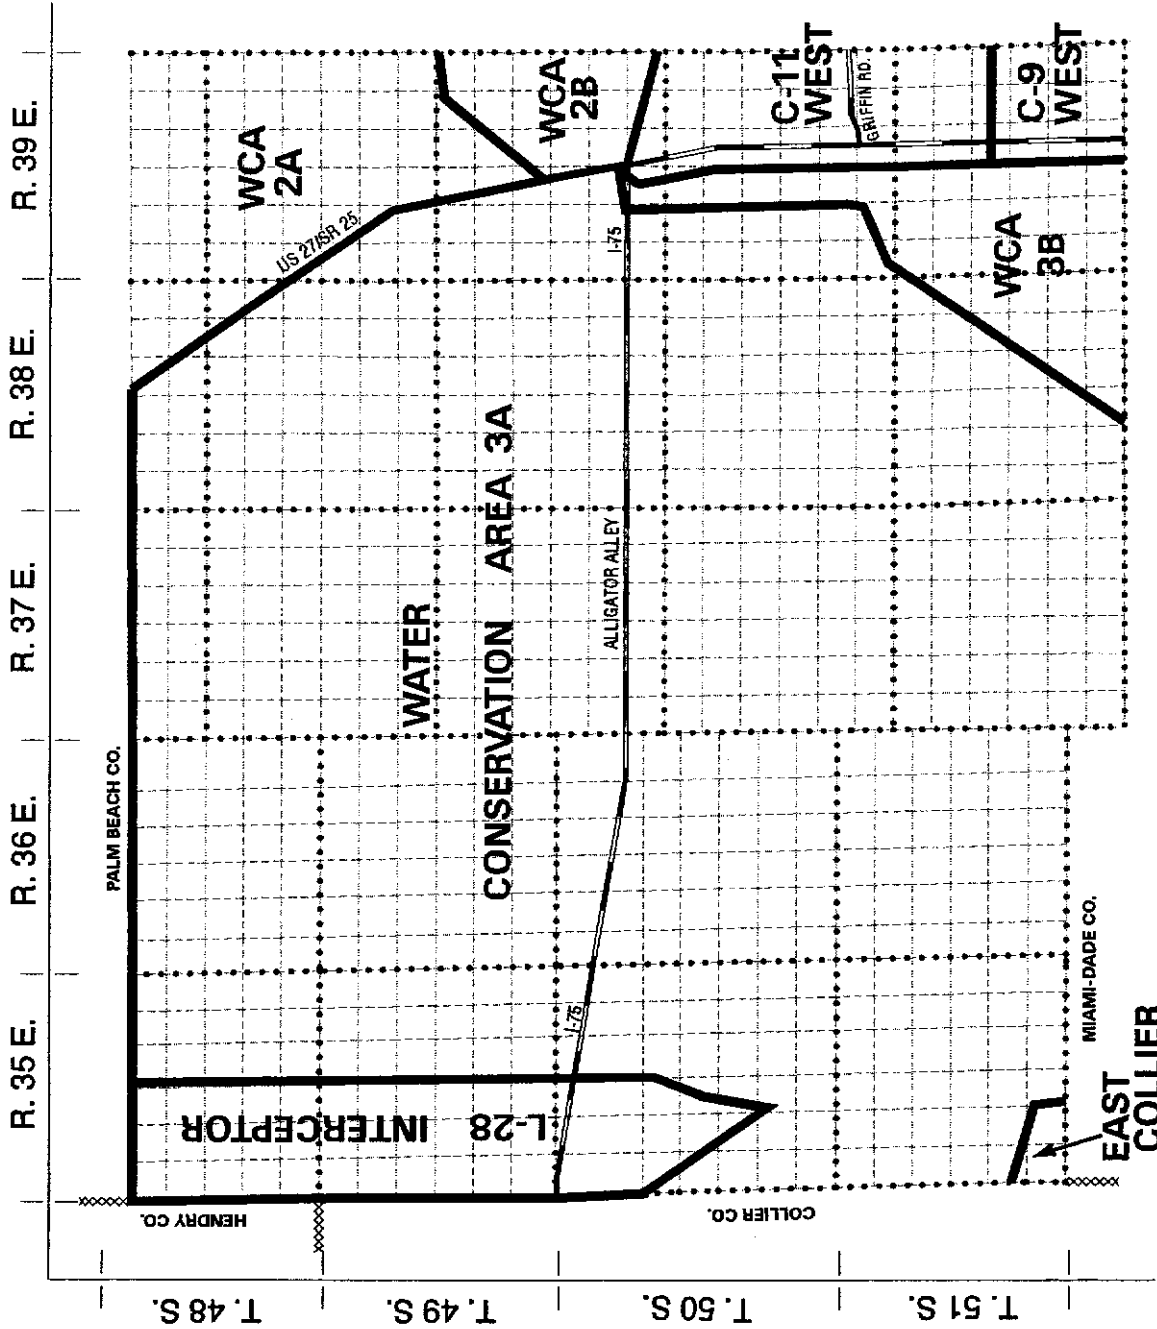 R. 35 E.
R. 36 E.
R. 37 E.
R. 38 E.
R. 39 E.
T. 48 S.
T. 49 S.
T. 50 S.
T. 51 S.
PALM BEACH CO.
HENDRY CO.
COLLIER CO.
MIAMI-DADE CO.
L-28 INTERCEPTOR
WATER
CONSERVATION AREA 3A
I-75
ALLIGATOR ALLEY
I-75
US 27/SR 25
WCA
2A
WCA
2B
C-11
WEST
GRIFFIN RD.
C-9
WEST
WCA
3B
EAST
COLLIER